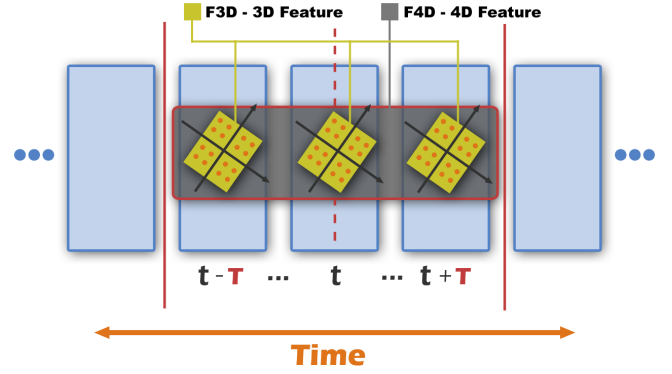 F3D - 3D Feature F4D - 4D Feature
t - T ... t ... t + T
Time